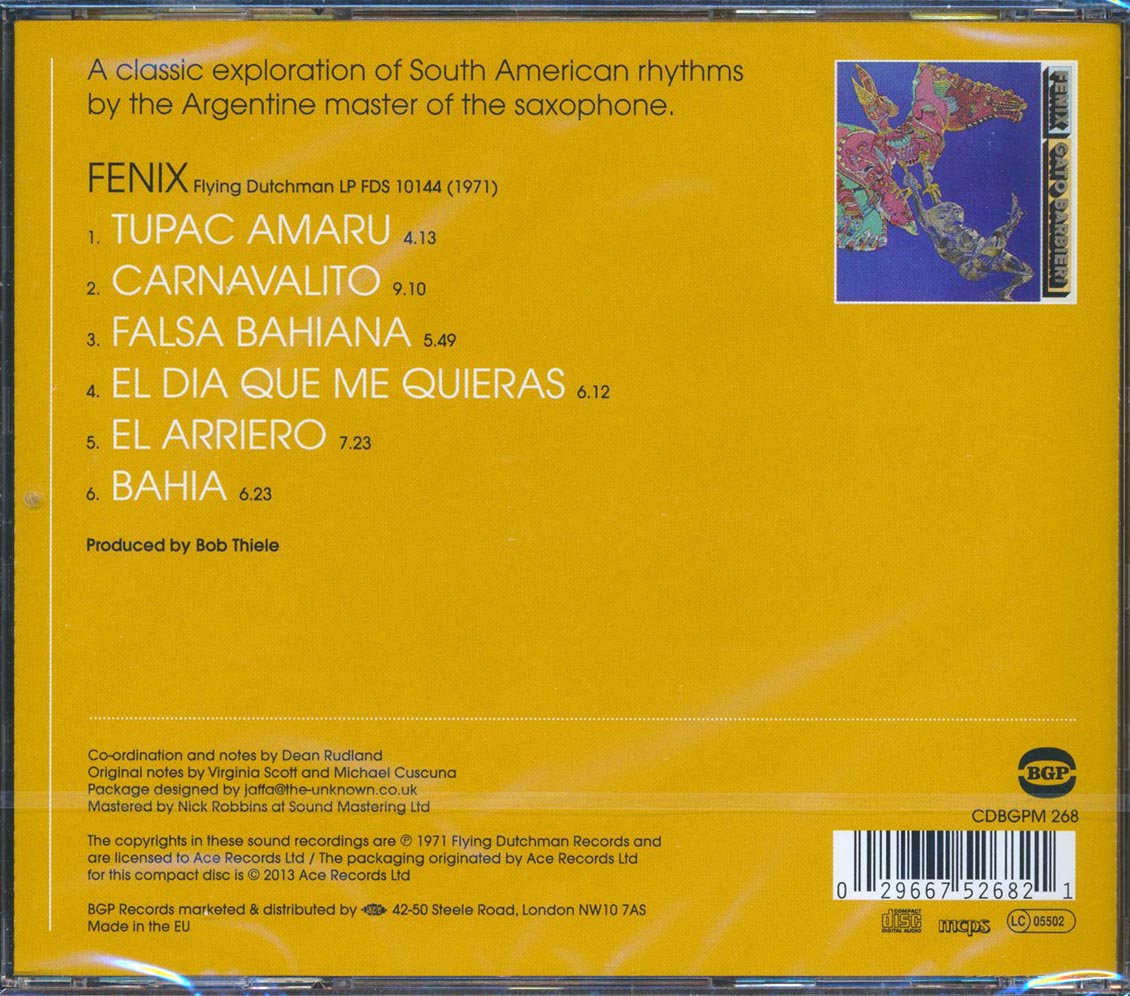 A classic exploration of South American rhythms
by the Argentine master of the saxophone.
FENIX GATO BARBIERI
FENIX Flying Dutchman LP FDS 10144 (1971)
1. TUPAC AMARU 4.13
2. CARNAVALITO 9.10
3. FALSA BAHIANA 5.49
4. EL DIA QUE ME QUIERAS 6.12
5. EL ARRIERO 7.23
6. BAHIA 6.23
Produced by Bob Thiele
Co-ordination and notes by Dean Rudland
Original notes by Virginia Scott and Michael Cuscuna
Package designed by jaffa@the-unknown.co.uk
Mastered by Nick Robbins at Sound Mastering Ltd
The copyrights in these sound recordings are ℗ 1971 Flying Dutchman Records and
are licensed to Ace Records Ltd / The packaging originated by Ace Records Ltd
for this compact disc is © 2013 Ace Records Ltd
BGP Records marketed & distributed by ACE 42-50 Steele Road, London NW10 7AS
Made in the EU
BGP
CDBGPM 268
0 29667 52682 1
COMPACT disc DIGITAL AUDIO mcps LC 05502